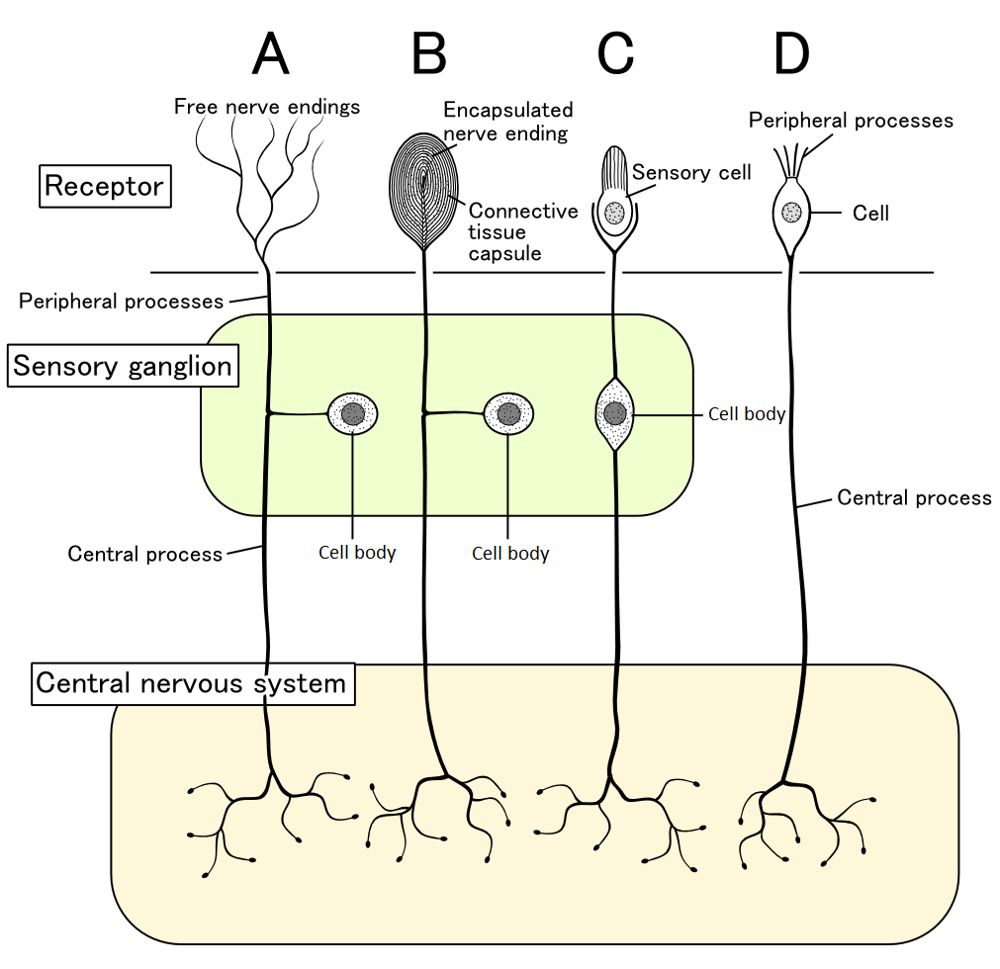 A B C D
Free nerve endings
Encapsulated
nerve ending
Peripheral processes
Receptor
Sensory cell
Connective
tissue
capsule
Cell
Peripheral processes
Sensory ganglion
Cell body
Central process
Central process
Cell body
Cell body
Central nervous system